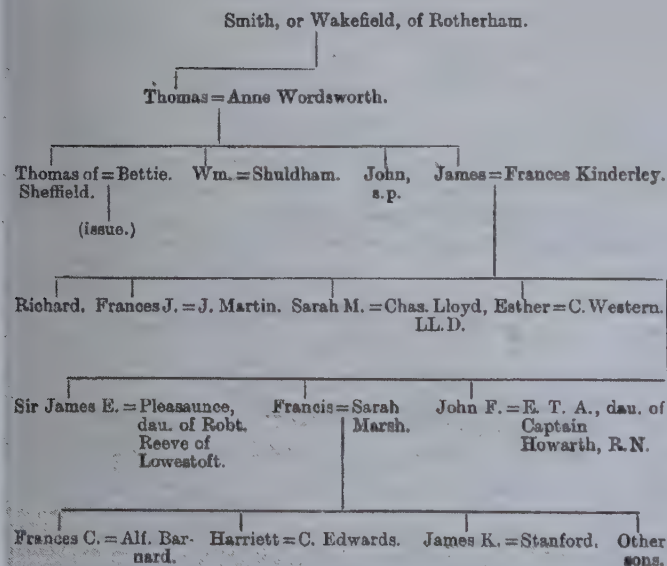 Smith, or Wakefield, of Rotherham.
Thomas = Anne Wordsworth.
Thomas of = Bettie. Wm. = Shuldham. John, James = Frances Kinderley.
Sheffield. s.p.
(issue.)
Richard. Frances J. = J. Martin. Sarah M. = Chas. Lloyd, Esther = C. Western.
LL.D.
Sir James E. = Pleasaunce, Francis = Sarah John F. = E. T. A., dau. of
dau. of Robt. Marsh. Captain
Reeve of Howarth, R.N.
Lowestoft.
Frances C. = Alf. Bar- Harriett = C. Edwards. James K. = Stanford. Other
nard. sons.